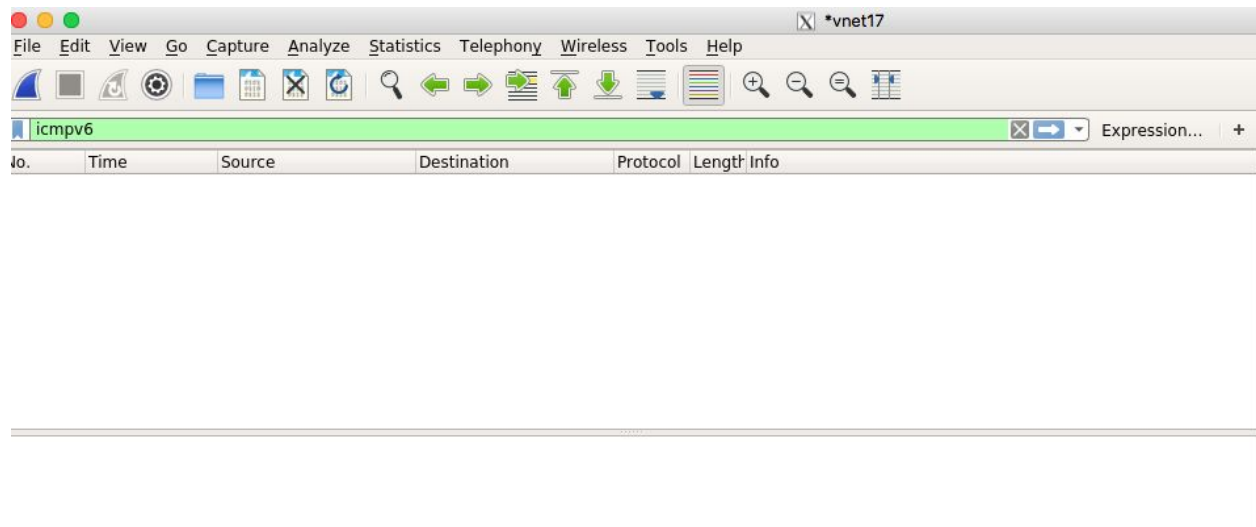 *vnet17
File Edit View Go Capture Analyze Statistics Telephony Wireless Tools Help
icmpv6 Expression... +
No. Time Source Destination Protocol Length Info